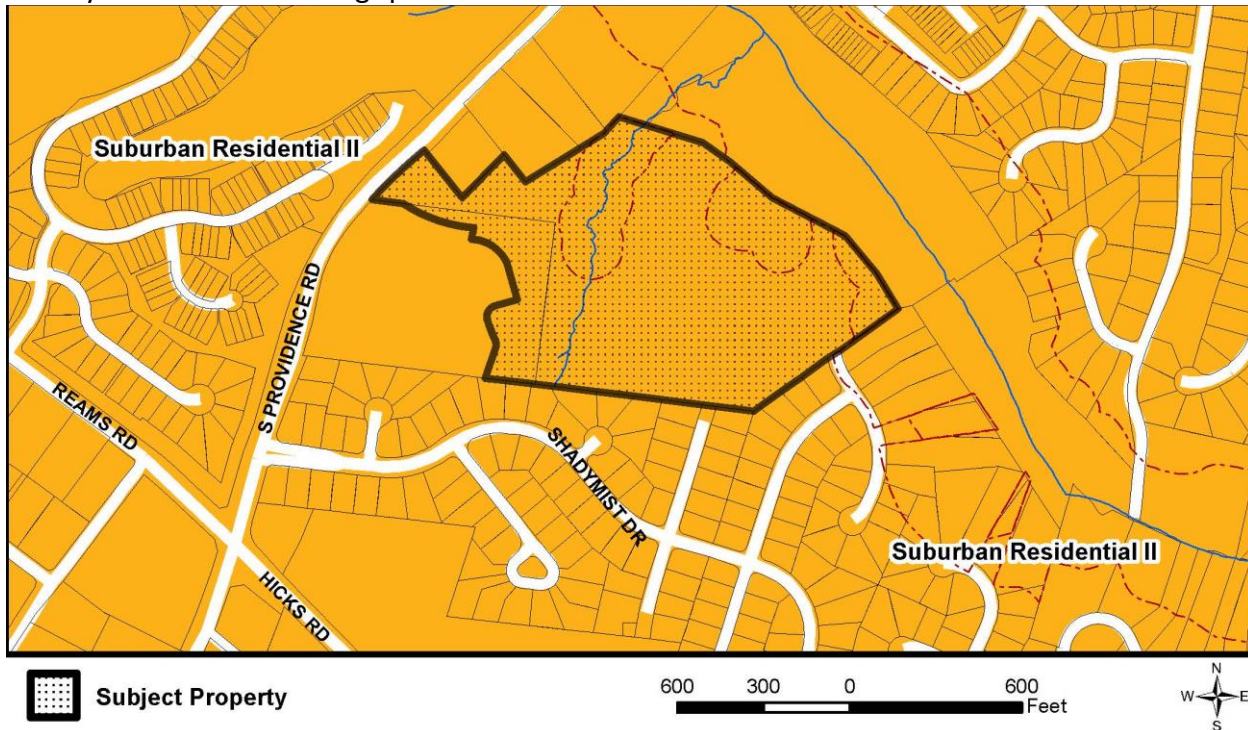 Suburban Residential II
S PROVIDENCE RD
REAMS RD
HICKS RD
SHADYMIST DR
Suburban Residential II
Subject Property
600 300 0 600
Feet
N
W E
S